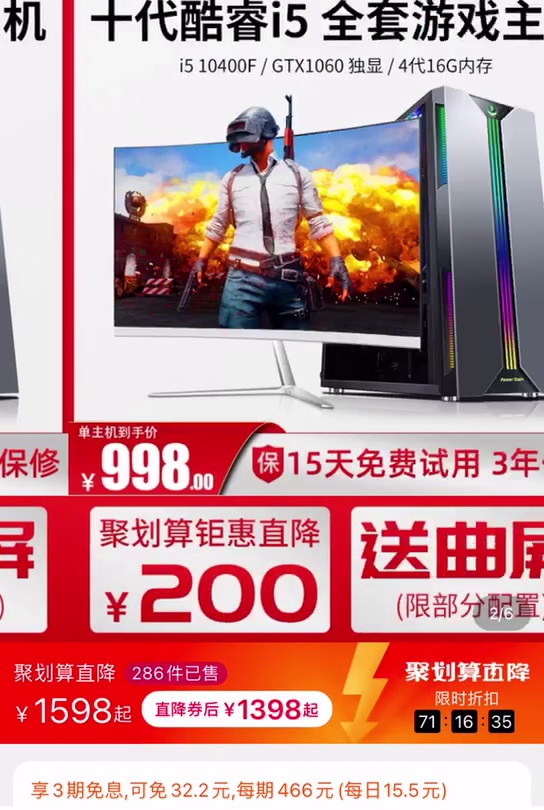 机
十代酷睿i5 全套游戏主
i5 10400F / GTX1060 独显 / 4代16G内存
Power Train
保修
单主机到手价
¥998.00
保 15天免费试用 3年
屏
)
聚划算钜惠直降
¥200
送曲屏
(限部分配置)
2/6
聚划算直降 286件已售
¥1598起 直降券后¥1398起
聚划算直降
限时折扣
71:16:35
享3期免息,可免32.2元,每期466元(每日15.5元)